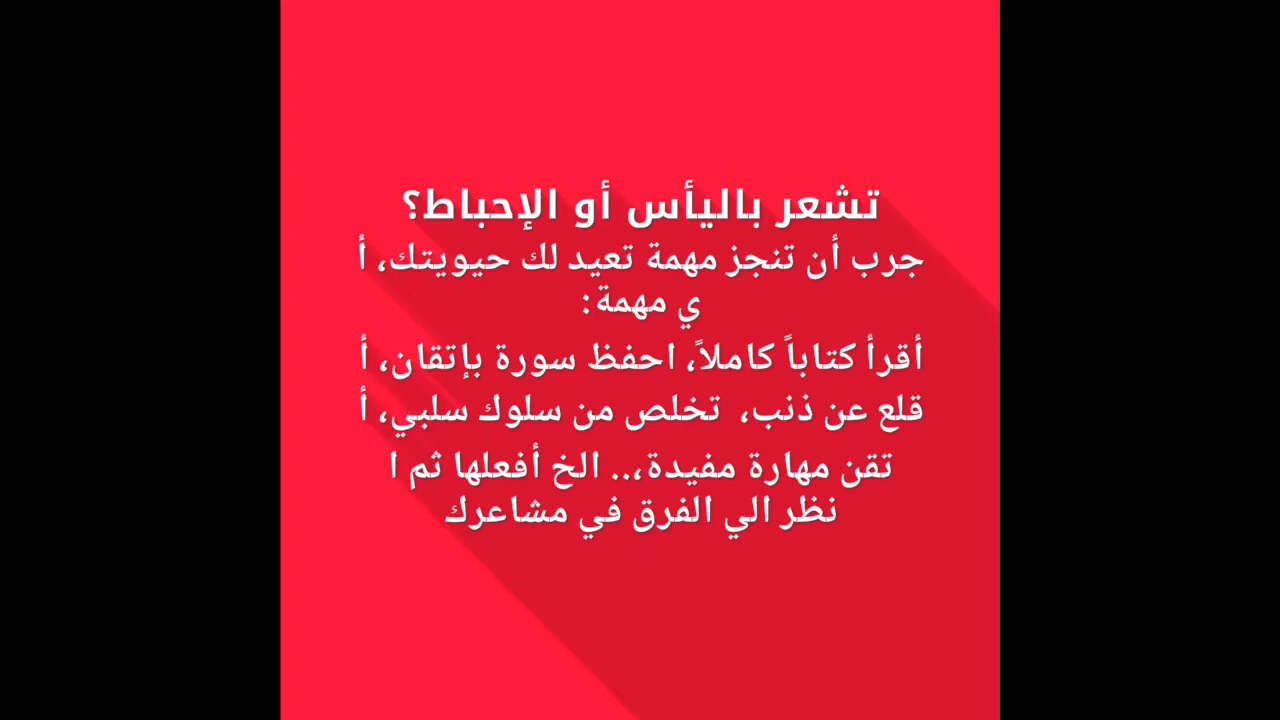 تشعر باليأس أو الإحباط؟
جرب أن تنجز مهمة تعيد لك حيويتك، أ
ي مهمة:
أقرأ كتاباً كاملاً، احفظ سورة بإتقان، أ
قلع عن ذنب، تخلص من سلوك سلبي، أ
تقن مهارة مفيدة،.. الخ أفعلها ثم ا
نظر الي الفرق في مشاعرك